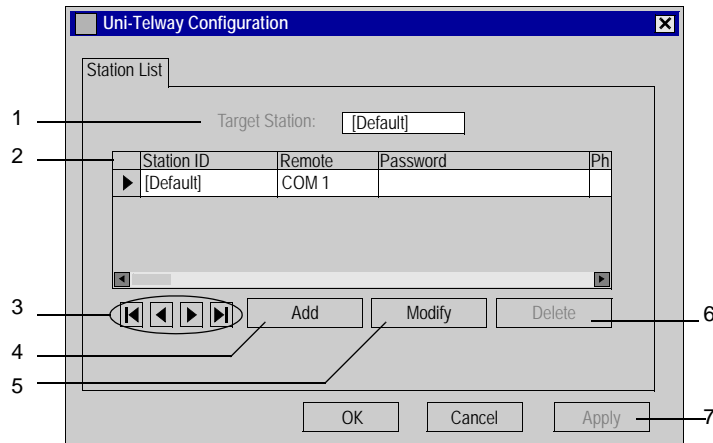 Uni-Telway Configuration
Station List
1 Target Station: [Default]
2 Station ID Remote Password Ph
[Default] COM 1
3 Add Modify Delete 6
4
5
OK Cancel Apply 7